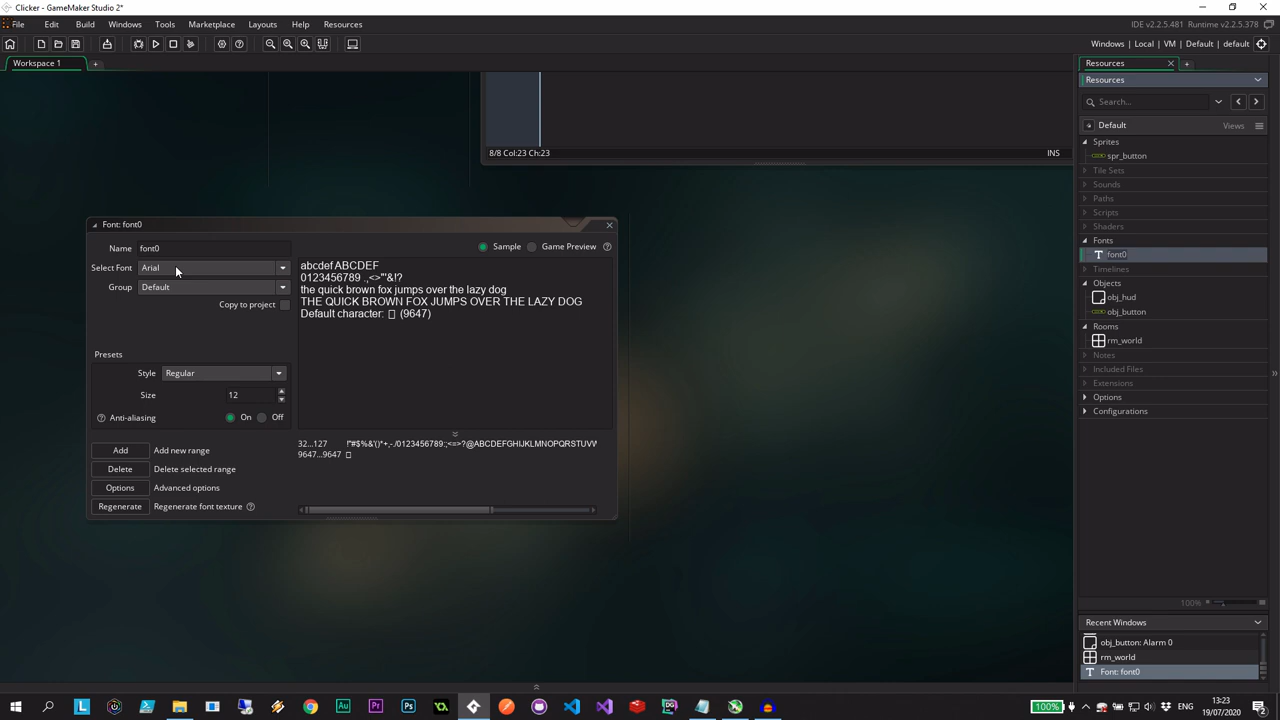 Clicker - GameMaker Studio 2*
File Edit Build Windows Tools Marketplace Layouts Help Resources
IDE v2.2.5.481 Runtime v2.2.5.378
Windows | Local | VM | Default | default
Workspace 1
8/8 Col:23 Ch:23
INS
Font: font0
Name font0
Select Font Arial
Group Default
Copy to project
Presets
Style Regular
Size 12
Anti-aliasing On Off
Add Add new range
Delete Delete selected range
Options Advanced options
Regenerate Regenerate font texture
Sample Game Preview
abcdef ABCDEF
0123456789 .,<>"'&!?
the quick brown fox jumps over the lazy dog
THE QUICK BROWN FOX JUMPS OVER THE LAZY DOG
Default character: ▯ (9647)
32...127 !"#$%&'()*+,-./0123456789:;<=>?@ABCDEFGHIJKLMNOPQRSTUVW
9647...9647 ▯
Resources
Resources
Search...
Default Views
Sprites
spr_button
Tile Sets
Sounds
Paths
Scripts
Shaders
Fonts
font0
Timelines
Objects
obj_hud
obj_button
Rooms
rm_world
Notes
Included Files
Extensions
Options
Configurations
100%
Recent Windows
obj_button: Alarm 0
rm_world
Font: font0
100%
13:23
19/07/2020